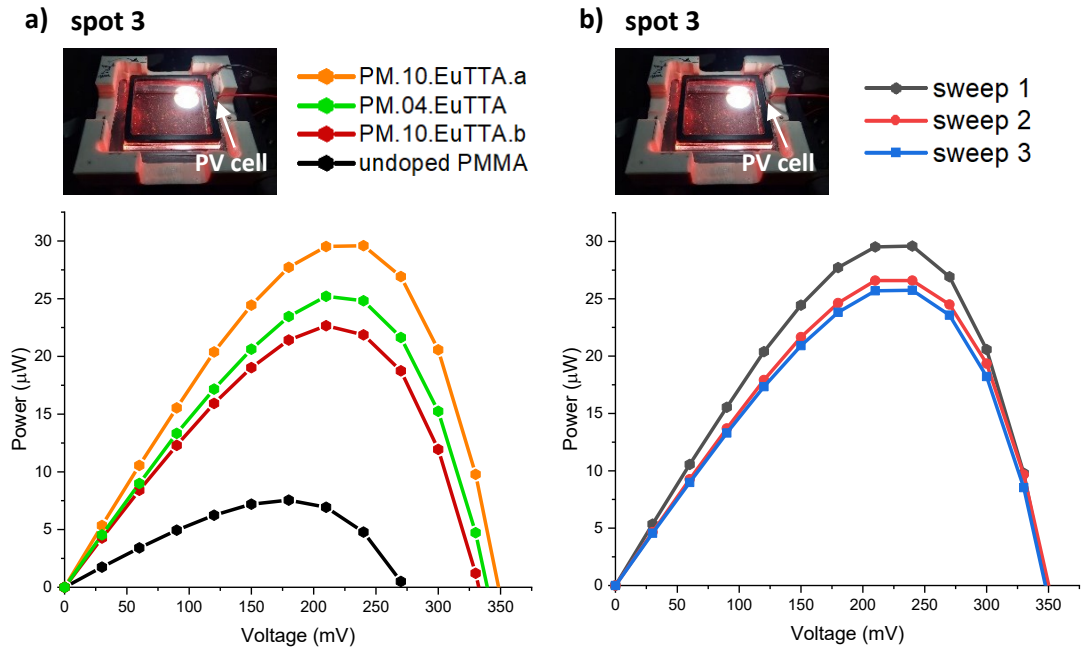 a) spot 3
PM.10.EuTTA.a
PM.04.EuTTA
PM.10.EuTTA.b
undoped PMMA
PV cell
30
25
20
15
10
5
0
Power (μW)
0 50 100 150 200 250 300 350
Voltage (mV)
b) spot 3
sweep 1
sweep 2
sweep 3
PV cell
30
25
20
15
10
5
0
Power (μW)
0 50 100 150 200 250 300 350
Voltage (mV)